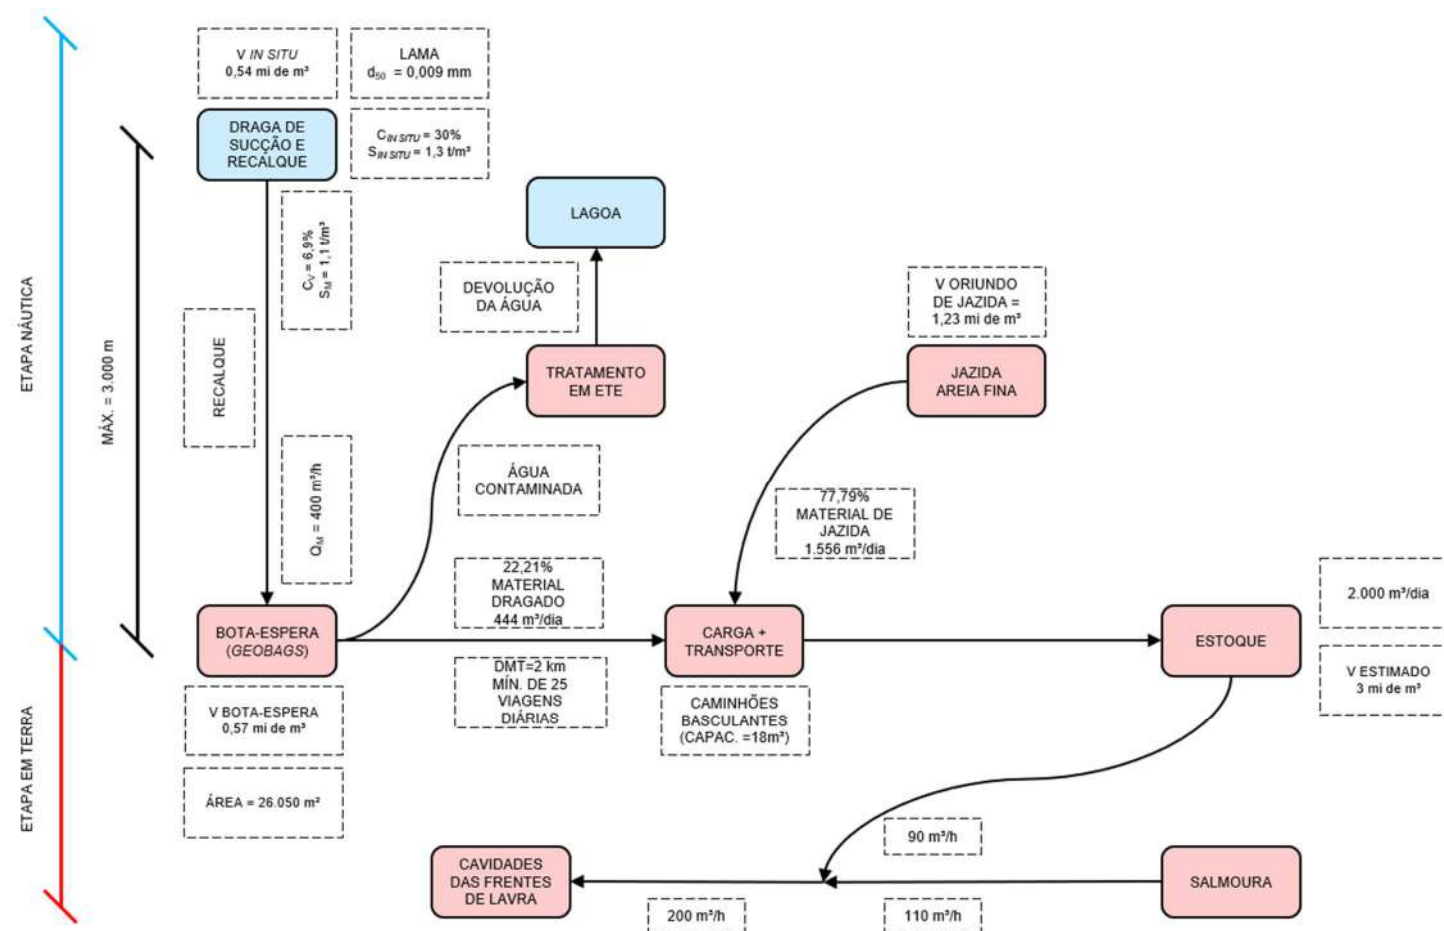 V IN SITU
0,54 mi de m³
LAMA
d₅₀ = 0,009 mm
DRAGA DE
SUCÇÃO E
RECALQUE
C IN SITU = 30%
S IN SITU = 1,3 t/m³
C_V = 6,9%
S_M = 1,1 t/m³
LAGOA
DEVOLUÇÃO
DA ÁGUA
V ORIUNDO
DE JAZIDA =
1,23 mi de m³
ETAPA NÁUTICA
MÁX. = 3.000 m
RECALQUE
TRATAMENTO
EM ETE
JAZIDA
AREIA FINA
Q_M = 400 m³/h
ÁGUA
CONTAMINADA
77,79%
MATERIAL DE
JAZIDA
1.556 m³/dia
22,21%
MATERIAL
DRAGADO
444 m³/dia
2.000 m³/dia
BOTA-ESPERA
(GEOBAGS)
CARGA +
TRANSPORTE
ESTOQUE
V BOTA-ESPERA
0,57 mi de m³
DMT=2 km
MÍN. DE 25
VIAGENS
DIÁRIAS
CAMINHÕES
BASCULANTES
(CAPAC. =18m³)
V ESTIMADO
3 mi de m³
ETAPA EM TERRA
ÁREA = 26.050 m²
90 m³/h
CAVIDADES
DAS FRENTES
DE LAVRA
SALMOURA
200 m³/h
110 m³/h